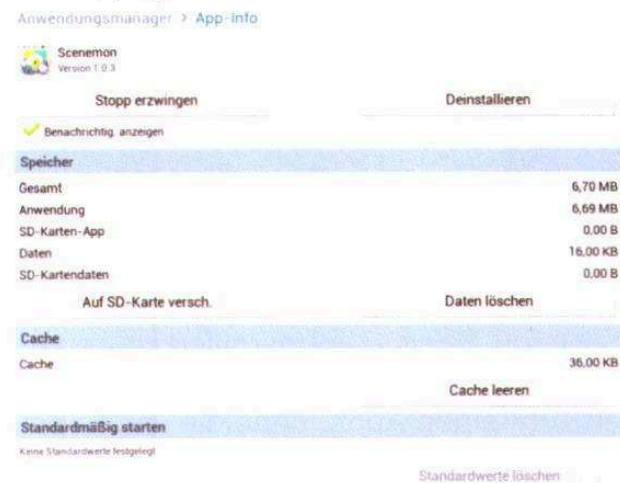 Anwendungsmanager > App-Info
Scenemon
Version 1.0.3
Stopp erzwingen Deinstallieren
Benachrichtig. anzeigen
Speicher
Gesamt 6,70 MB
Anwendung 6,69 MB
SD-Karten-App 0,00 B
Daten 16,00 KB
SD-Kartendaten 0,00 B
Auf SD-Karte versch. Daten löschen
Cache
Cache 36,00 KB
Cache leeren
Standardmäßig starten
Keine Standardwerte festgelegt
Standardwerte löschen